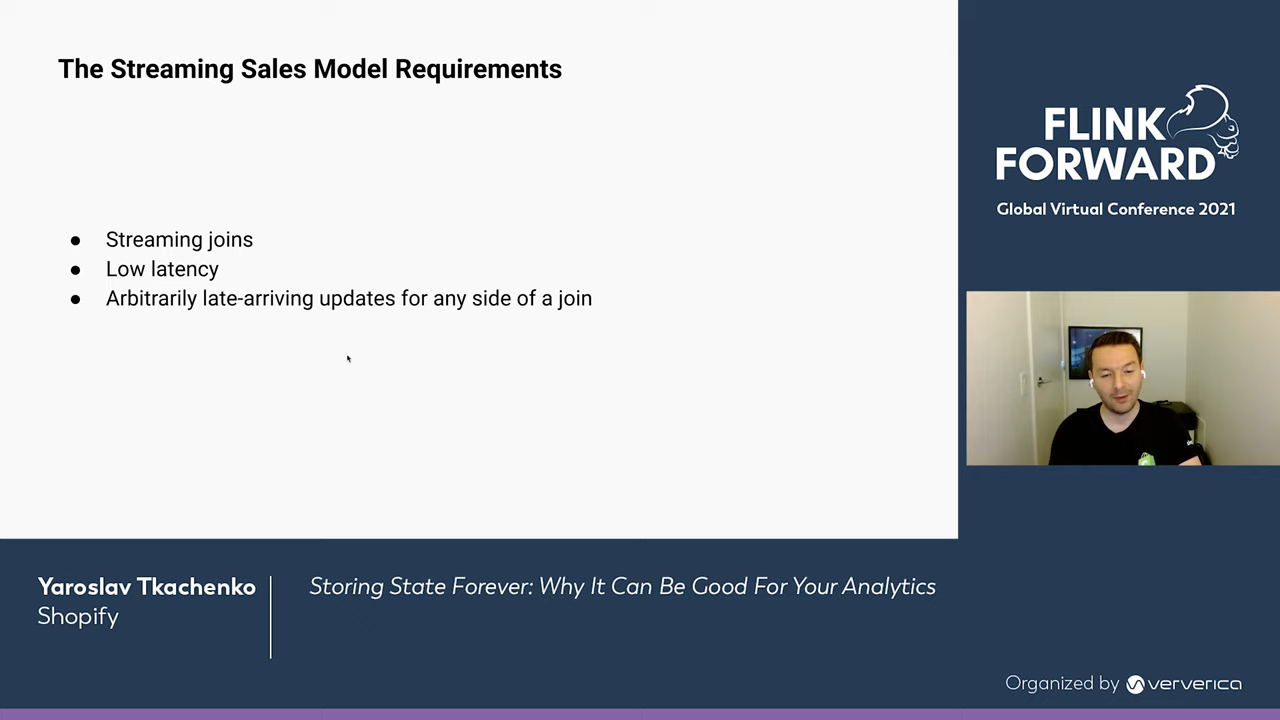 The Streaming Sales Model Requirements
● Streaming joins
● Low latency
● Arbitrarily late-arriving updates for any side of a join
FLINK
FORWARD
Global Virtual Conference 2021
Yaroslav Tkachenko
Shopify
Storing State Forever: Why It Can Be Good For Your Analytics
Organized by ververica